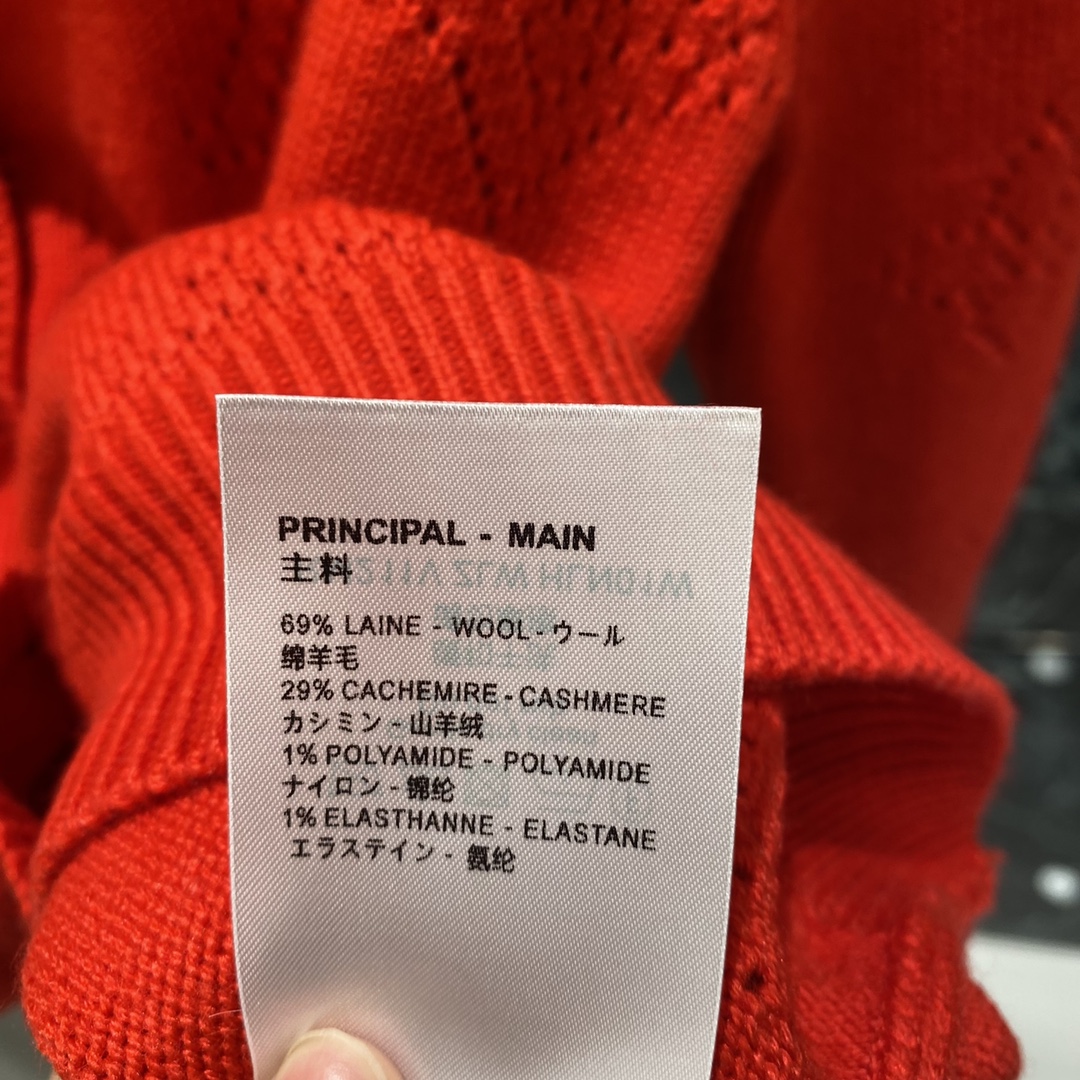 PRINCIPAL - MAIN
主料
69% LAINE - WOOL - ウール
绵羊毛
29% CACHEMIRE - CASHMERE
カシミン - 山羊绒
1% POLYAMIDE - POLYAMIDE
ナイロン - 锦纶
1% ELASTHANNE - ELASTANE
エラステイン - 氨纶